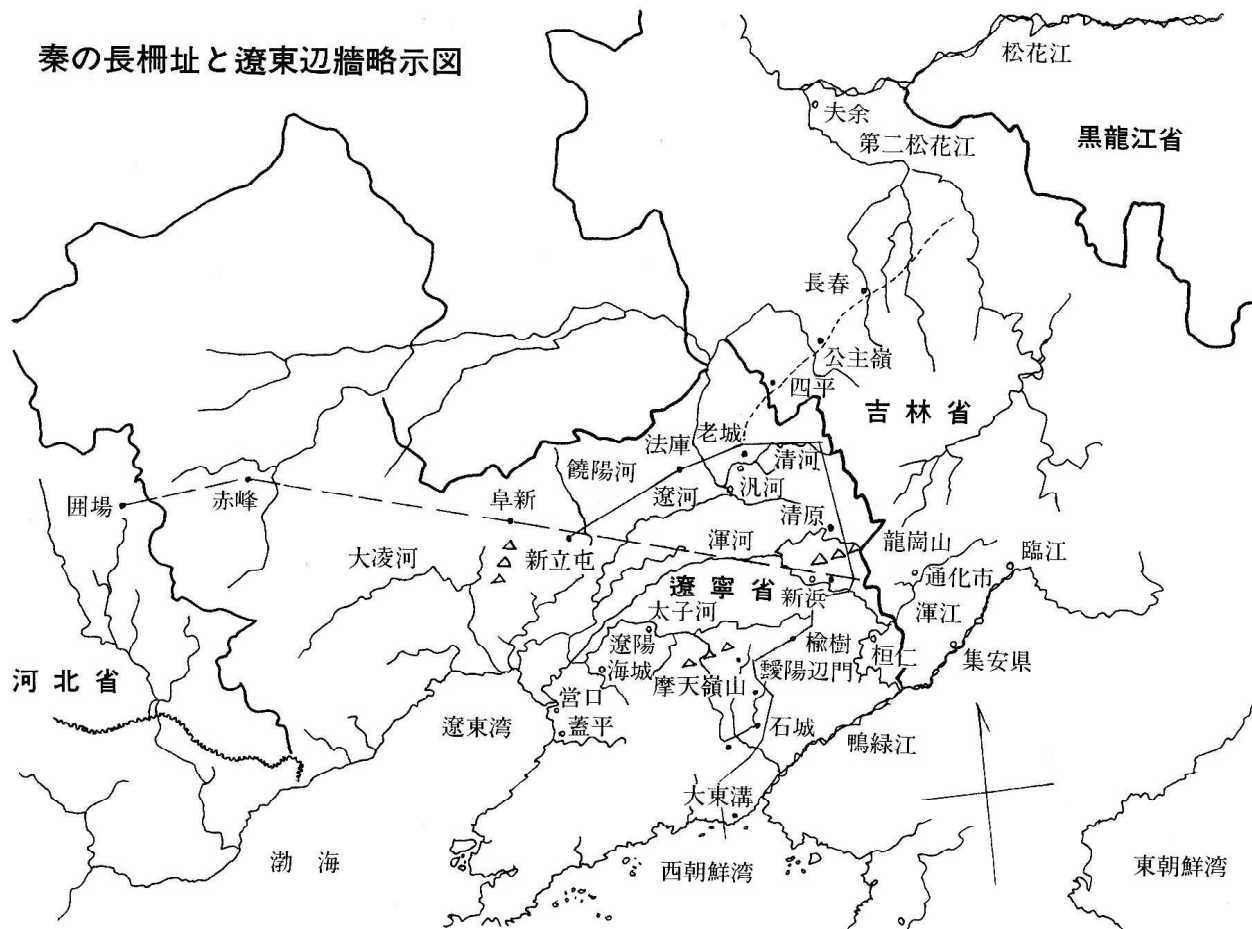 秦の長柵址と遼東辺牆略示図
松花江
夫余
第二松花江
黒龍江省
長春
公主嶺
四平
吉林省
老城
法庫
清河
饒陽河
遼河
汎河
赤峰
囲場
阜新
清原
新立屯
渾河
龍崗山
臨江
大凌河
通化市
遼寧省
新浜
渾江
太子河
遼陽
楡樹
桓仁
集安県
海城
靉陽辺門
摩天嶺山
河北省
営口
遼東湾
蓋平
石城
鴨緑江
大東溝
渤海
西朝鮮湾
東朝鮮湾